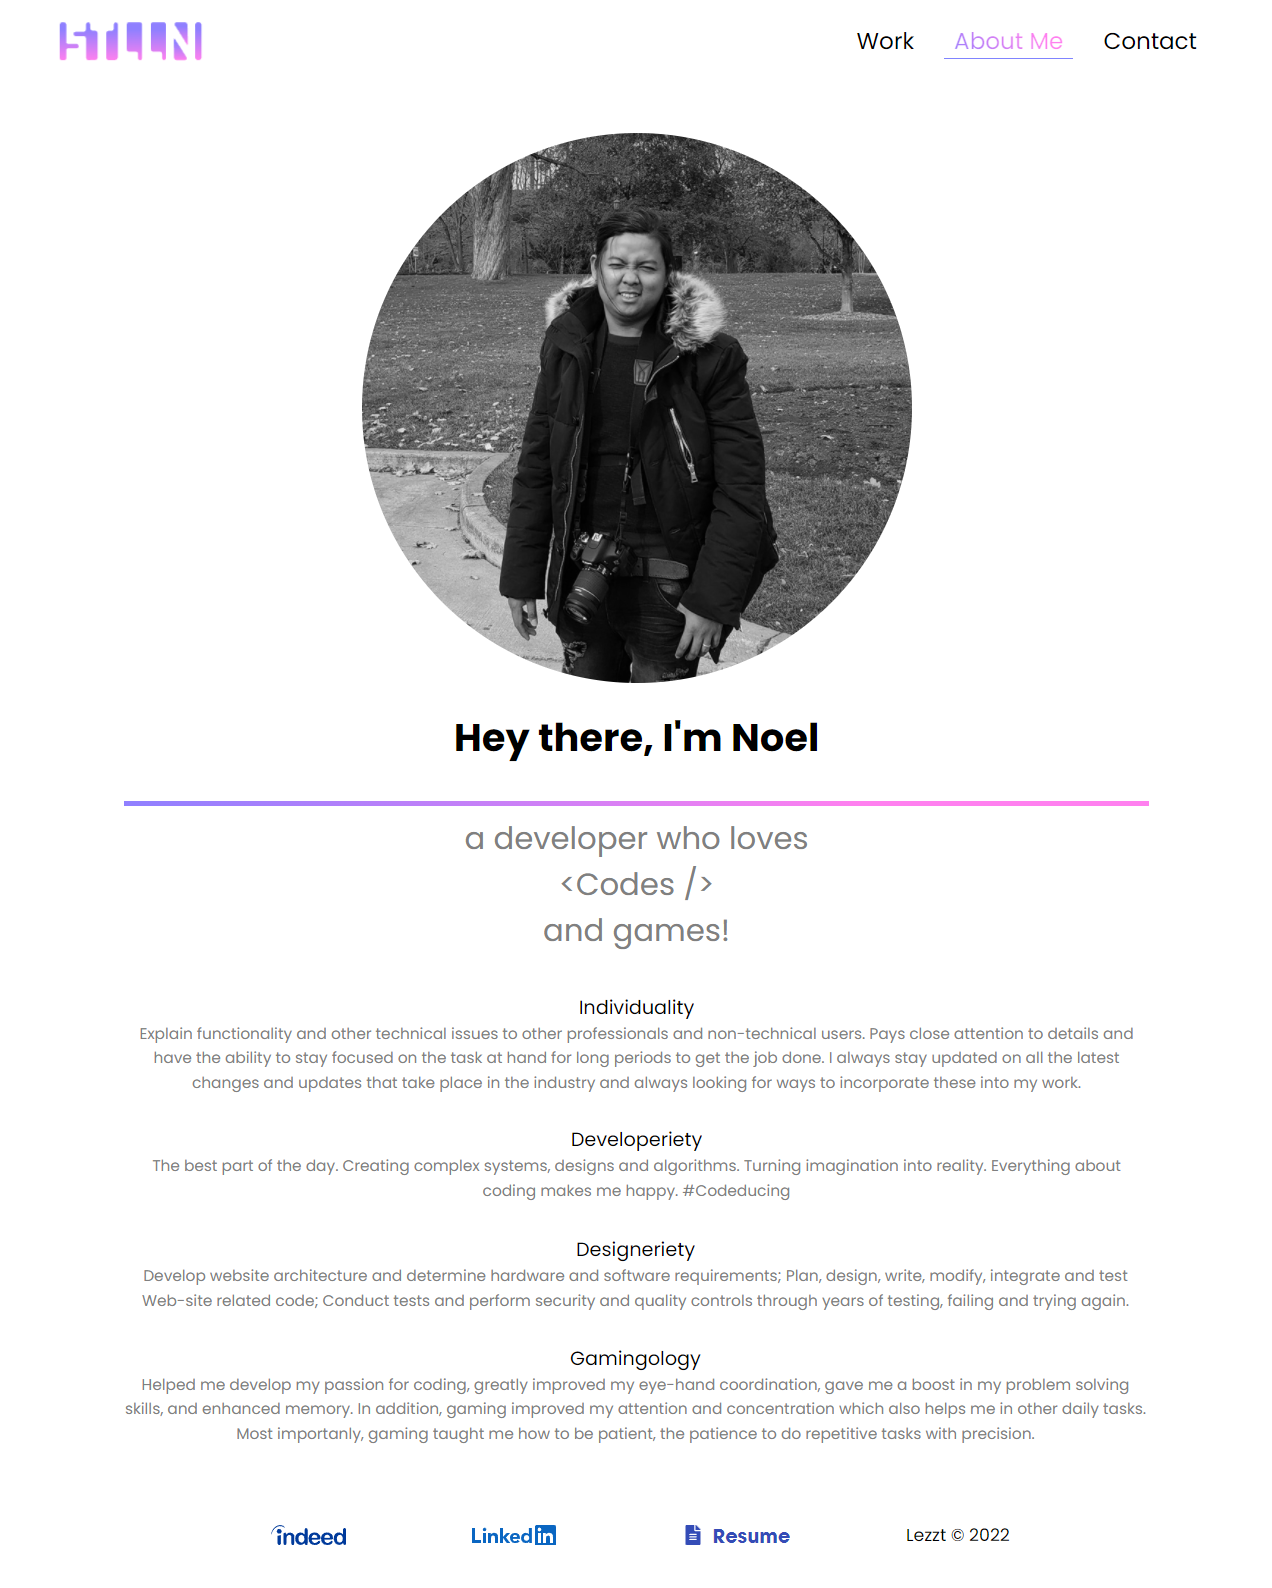 Work About Me Contact
Hey there, I'm Noel
a developer who loves
<Codes />
and games!
Individuality
Explain functionality and other technical issues to other professionals and non-technical users. Pays close attention to details and
have the ability to stay focused on the task at hand for long periods to get the job done. I always stay updated on all the latest
changes and updates that take place in the industry and always looking for ways to incorporate these into my work.
Developeriety
The best part of the day. Creating complex systems, designs and algorithms. Turning imagination into reality. Everything about
coding makes me happy. #Codeducing
Designeriety
Develop website architecture and determine hardware and software requirements; Plan, design, write, modify, integrate and test
Web-site related code; Conduct tests and perform security and quality controls through years of testing, failing and trying again.
Gamingology
Helped me develop my passion for coding, greatly improved my eye-hand coordination, gave me a boost in my problem solving
skills, and enhanced memory. In addition, gaming improved my attention and concentration which also helps me in other daily tasks.
Most importanly, gaming taught me how to be patient, the patience to do repetitive tasks with precision.
indeed LinkedIn Resume Lezzt © 2022